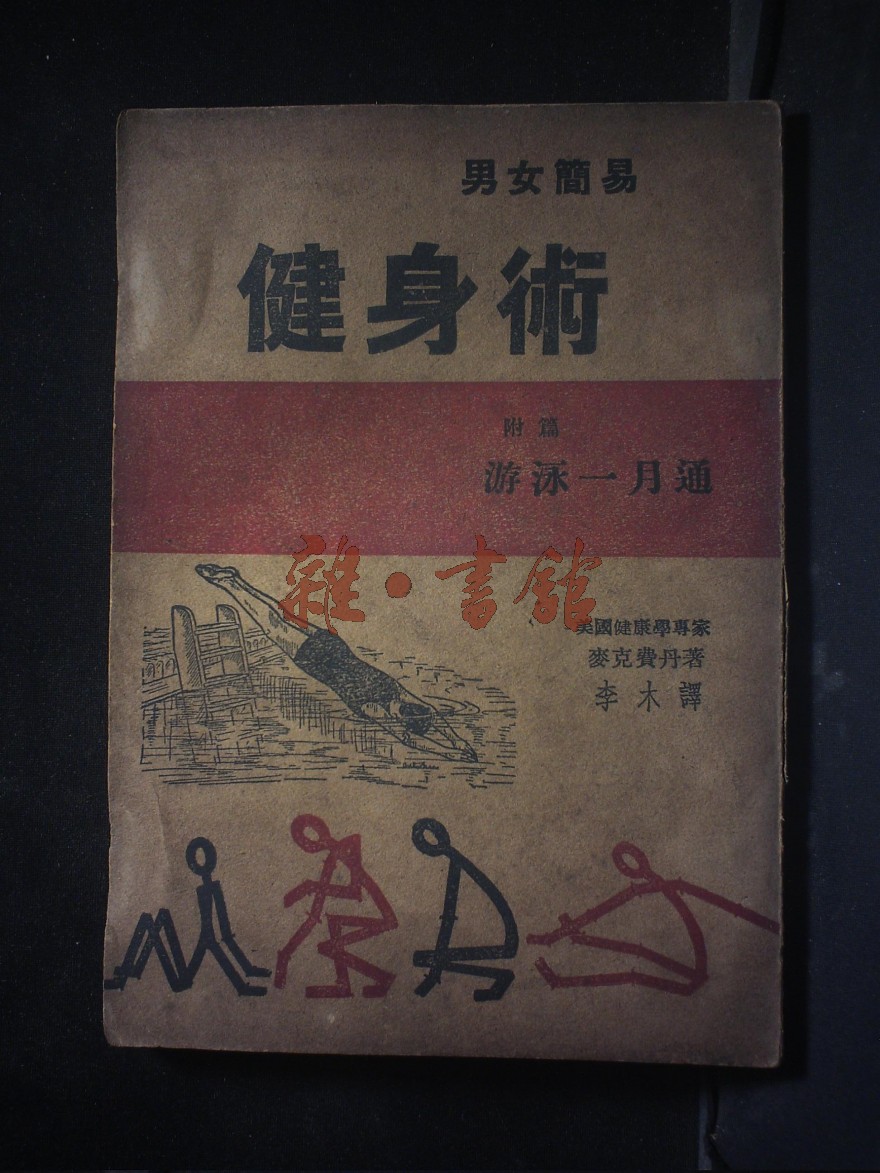 男女簡易
健身術
附篇
游泳一月通
雜·書館
美國健康學專家
麥克費丹著
李木譯